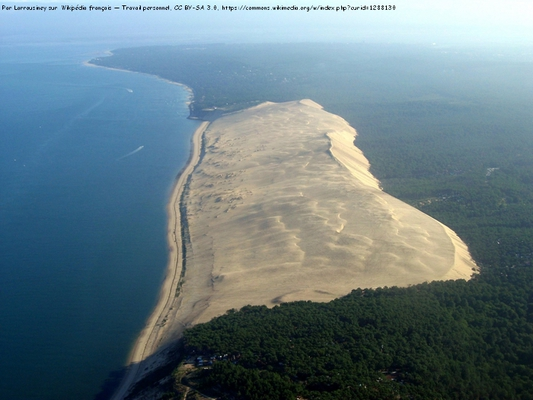 Par Larrousiney sur Wikipédia français — Travail personnel, CC BY-SA 3.0, https://commons.wikimedia.org/w/index.php?curid=1288130